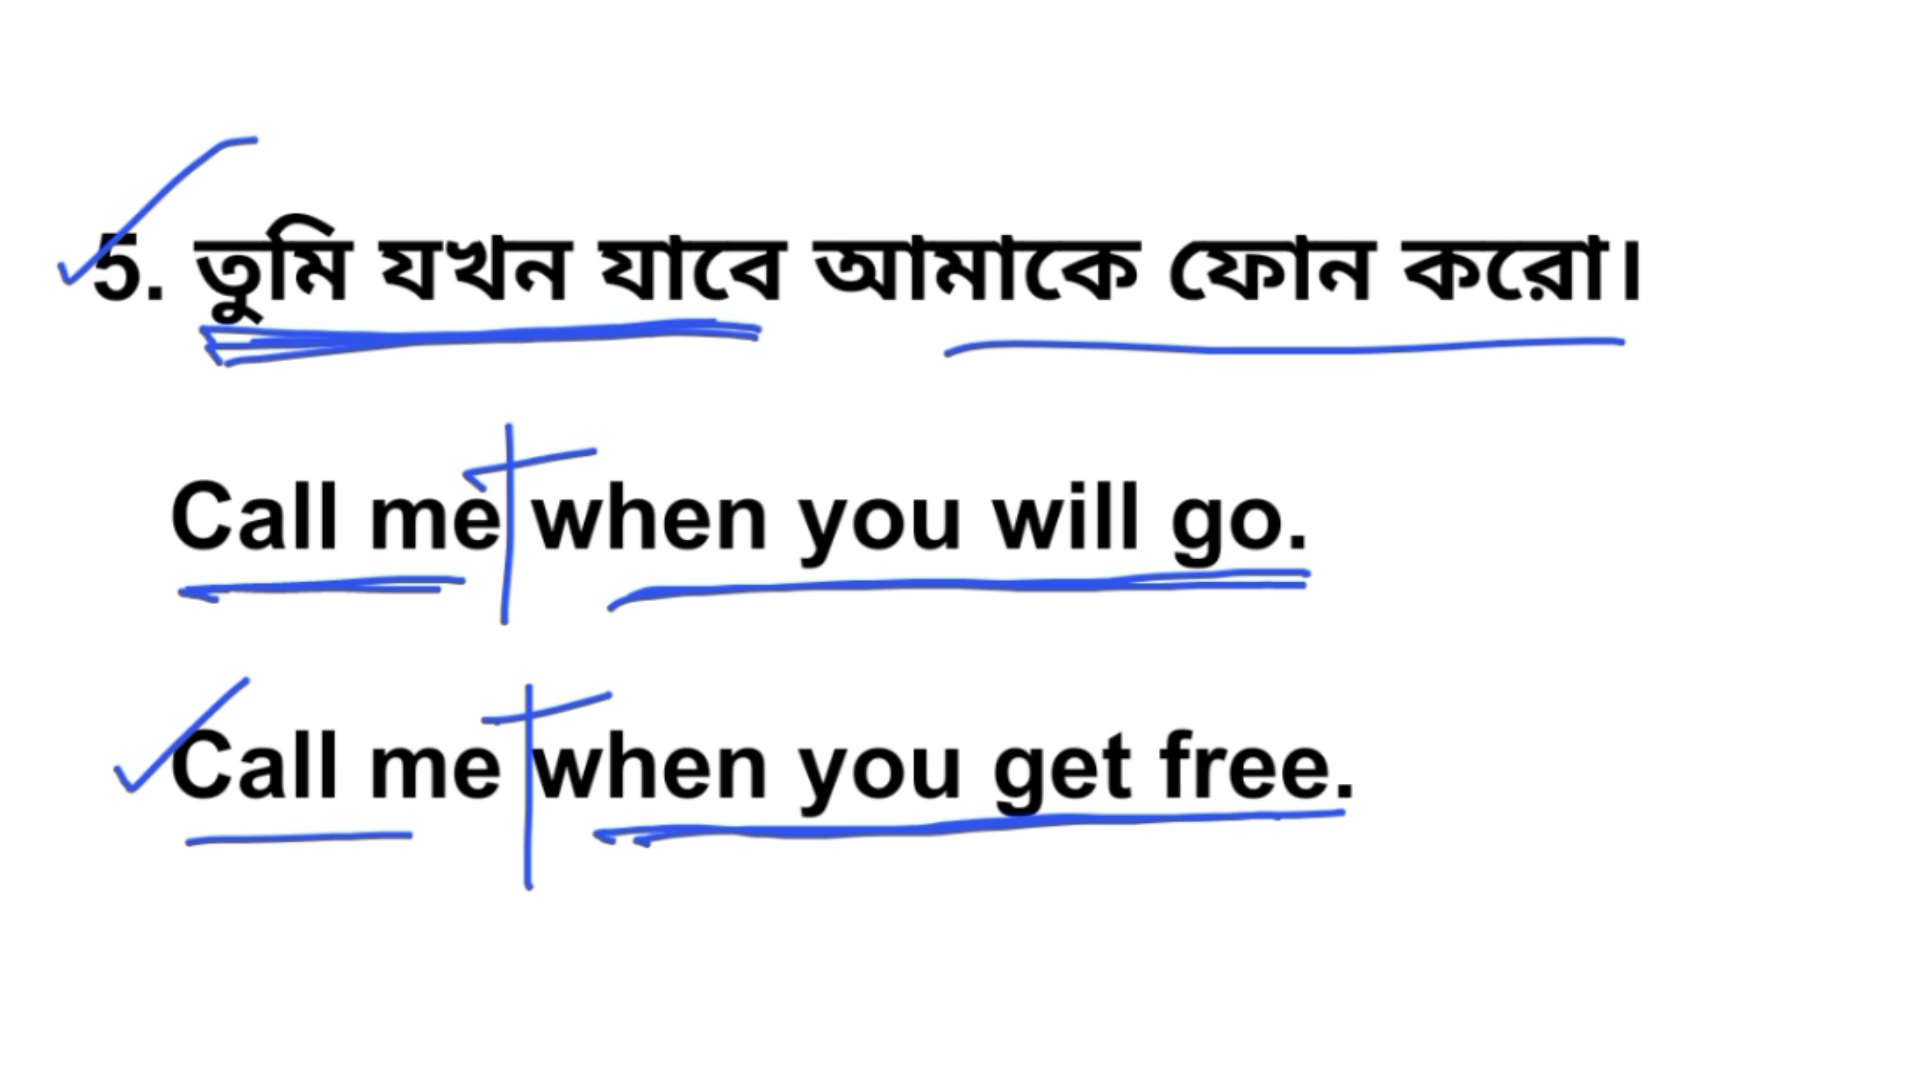 5. তুমি যখন যাবে আমাকে ফোন করো।
Call me when you will go.
Call me when you get free.